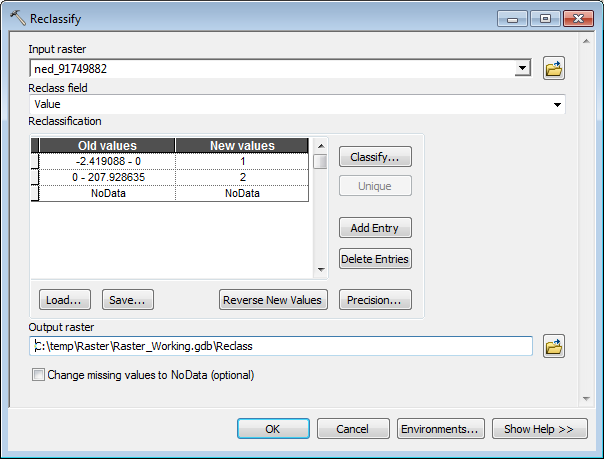 Reclassify
Input raster
ned_91749882
Reclass field
Value
Reclassification
Old values New values
-2.419088 - 0 1
0 - 207.928635 2
NoData NoData
Classify...
Unique
Add Entry
Delete Entries
Load... Save... Reverse New Values Precision...
Output raster
C:\temp\Raster\Raster_Working.gdb\Reclass
Change missing values to NoData (optional)
OK Cancel Environments... Show Help >>